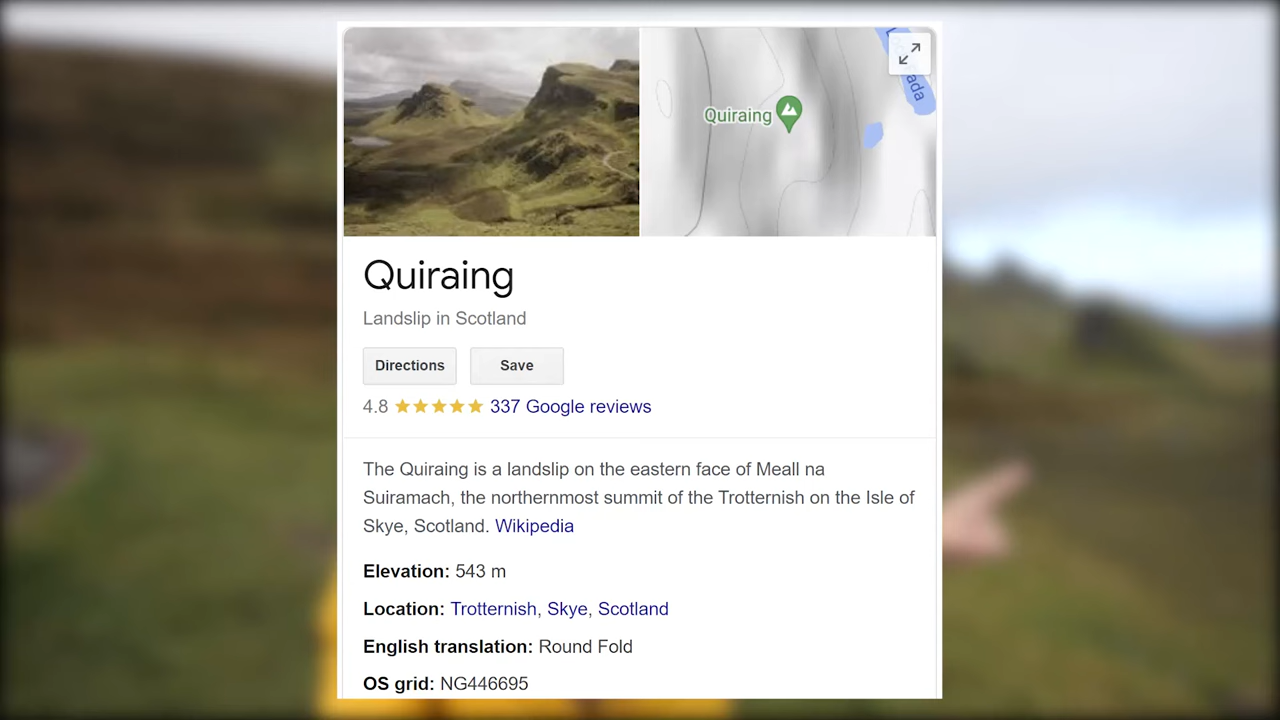 ada
Quiraing
Quiraing
Landslip in Scotland
Directions Save
4.8 337 Google reviews
The Quiraing is a landslip on the eastern face of Meall na
Suiramach, the northernmost summit of the Trotternish on the Isle of
Skye, Scotland. Wikipedia
Elevation: 543 m
Location: Trotternish, Skye, Scotland
English translation: Round Fold
OS grid: NG446695